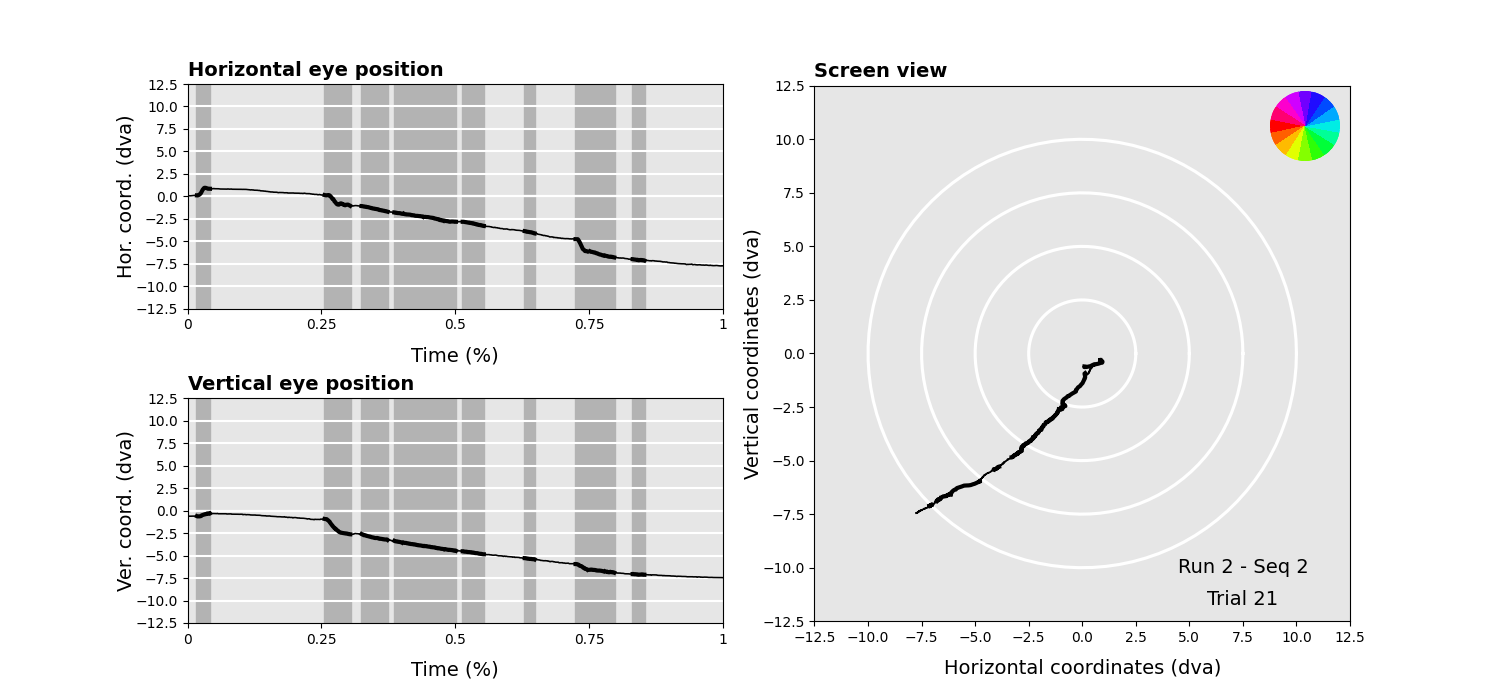 Horizontal eye position
Hor. coord. (dva)
12.5
10.0
7.5
5.0
2.5
0.0
−2.5
−5.0
−7.5
−10.0
−12.5
0 0.25 0.5 0.75 1
Time (%)
Vertical eye position
Ver. coord. (dva)
12.5
10.0
7.5
5.0
2.5
0.0
−2.5
−5.0
−7.5
−10.0
−12.5
0 0.25 0.5 0.75 1
Time (%)
Screen view
Vertical coordinates (dva)
12.5
10.0
7.5
5.0
2.5
0.0
−2.5
−5.0
−7.5
−10.0
−12.5
Run 2 - Seq 2
Trial 21
−12.5 −10.0 −7.5 −5.0 −2.5 0.0 2.5 5.0 7.5 10.0 12.5
Horizontal coordinates (dva)